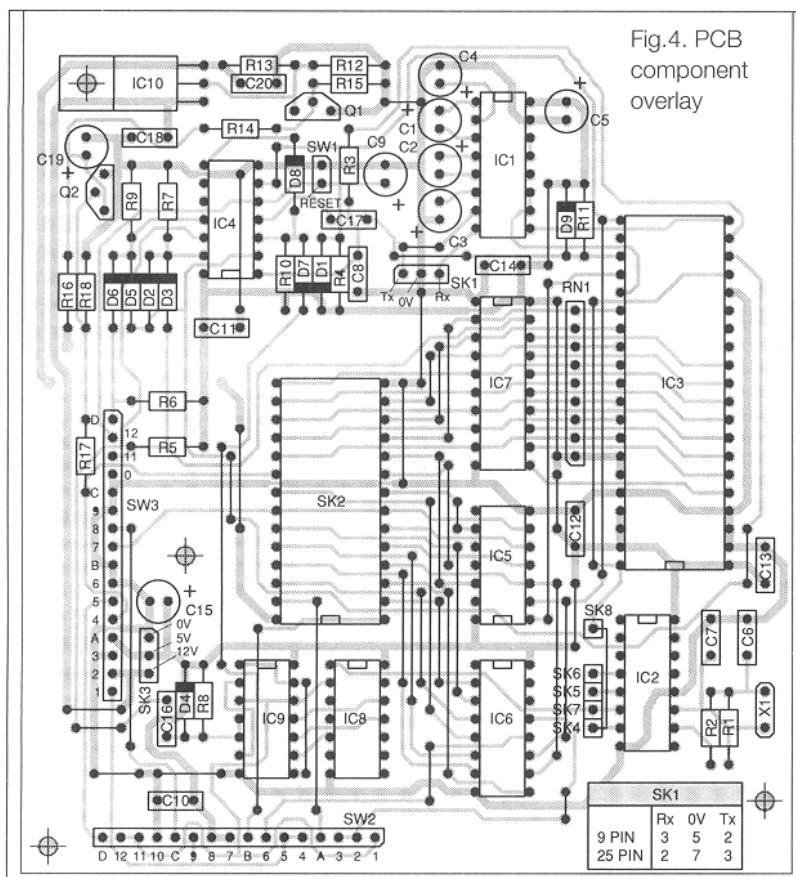 Fig.4. PCB
component
overlay
IC10
R13
C20
R12
R15
C4
Q1
C18
R14
C19
Q2
R9
R7
IC4
D8
SW1
RESET
R3
C9
C1
C2
IC1
C5
C17
C3
D9
R11
R16
R18
D6
D5
D2
D3
R10
D7
D1
R4
C8
Tx
0V
Rx
SK1
C14
RN1
C11
IC7
IC3
R6
R5
R17
D
12
11
0
C
9
8
7
B
6
5
4
A
3
2
1
SW3
SK2
IC5
C12
C13
C15
0V
5V
12V
SK3
C16
D4
R8
IC9
IC8
IC6
SK8
SK6
SK5
SK7
SK4
IC2
C7
C6
R2
R1
X1
C10
SW2
D 12 11 10 C 9 8 7 B 6 5 4 A 3 2 1
SK1
Rx 0V Tx
9 PIN 3 5 2
25 PIN 2 7 3